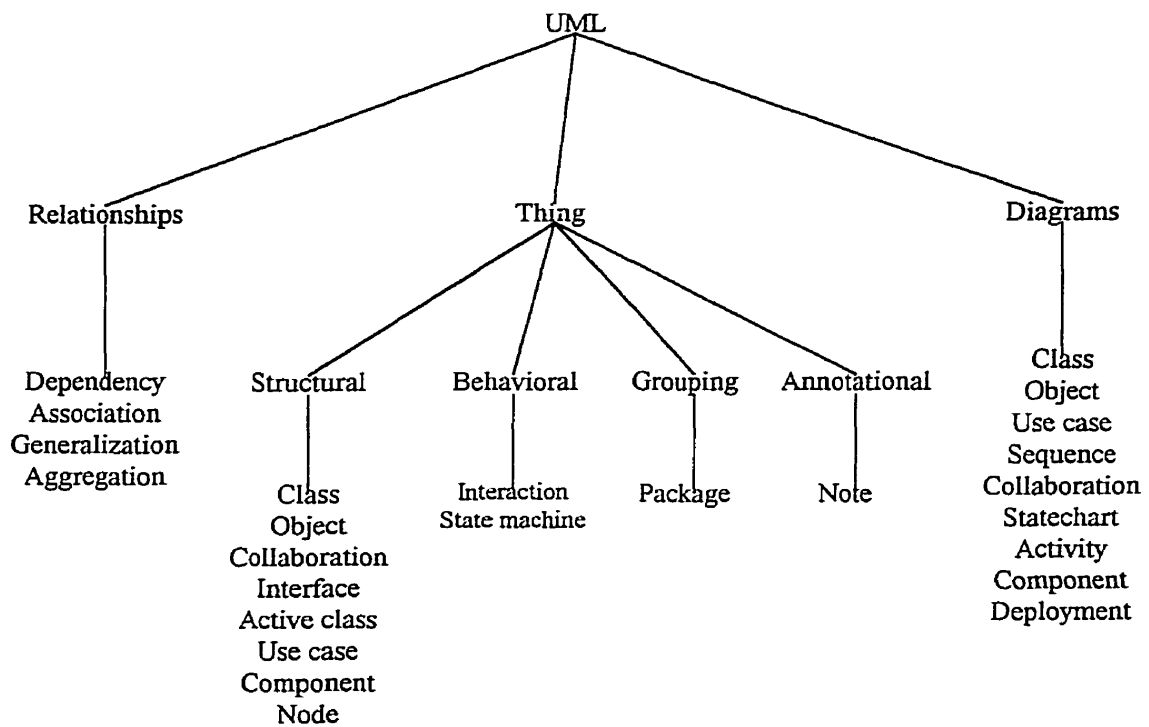 UML
Relationships
Thing
Diagrams
Dependency
Association
Generalization
Aggregation
Structural
Class
Object
Collaboration
Interface
Active class
Use case
Component
Node
Behavioral
Interaction
State machine
Grouping
Package
Annotational
Note
Class
Object
Use case
Sequence
Collaboration
Statechart
Activity
Component
Deployment